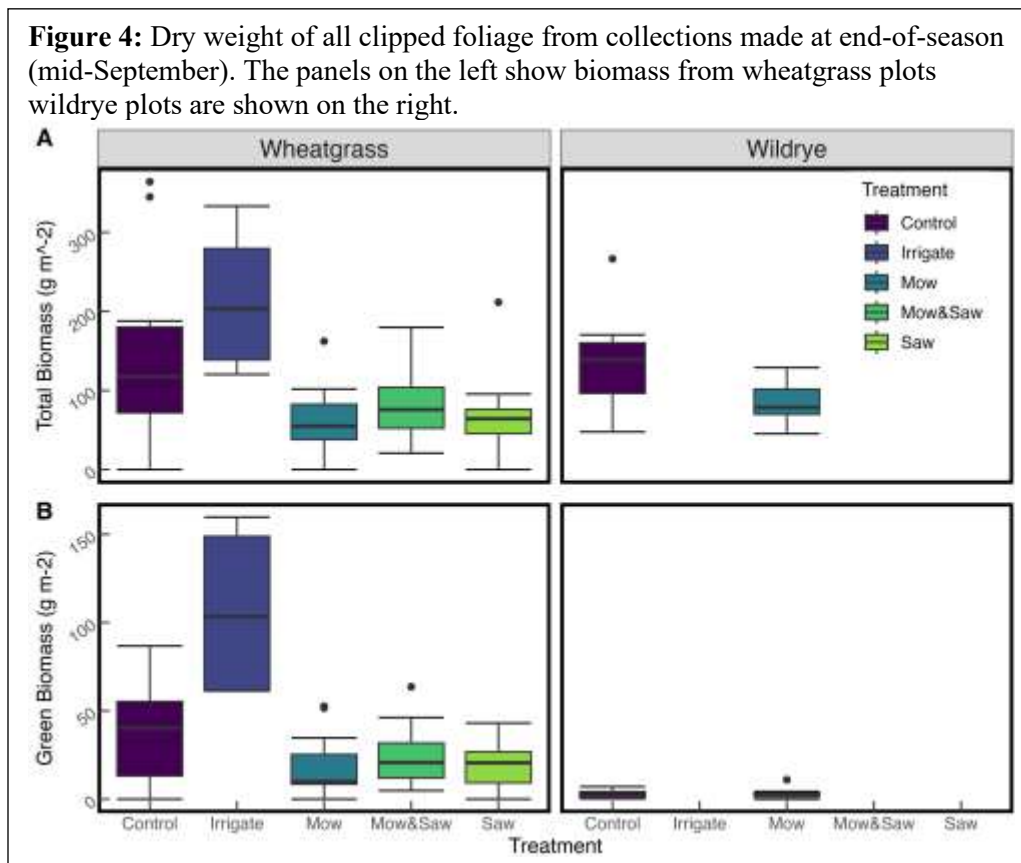 Figure 4: Dry weight of all clipped foliage from collections made at end-of-season
(mid-September). The panels on the left show biomass from wheatgrass plots
wildrye plots are shown on the right.
A
Wheatgrass
Wildrye
Total Biomass (g m^-2)
300
200
100
0
Treatment
Control
Irrigate
Mow
Mow&Saw
Saw
B
Green Biomass (g m-2)
150
100
50
0
Control Irrigate Mow Mow&Saw Saw
Control Irrigate Mow Mow&Saw Saw
Treatment